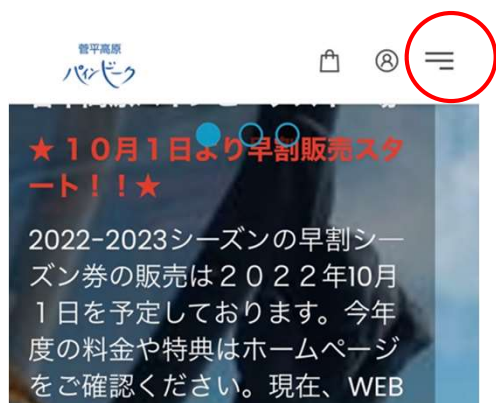 菅平高原
パインビーク
★１０月１日より早割販売スタ
ート！！★
2022-2023シーズンの早割シー
ズン券の販売は２０２２年10月
１日を予定しております。今年
度の料金や特典はホームページ
をご確認ください。現在、WEB